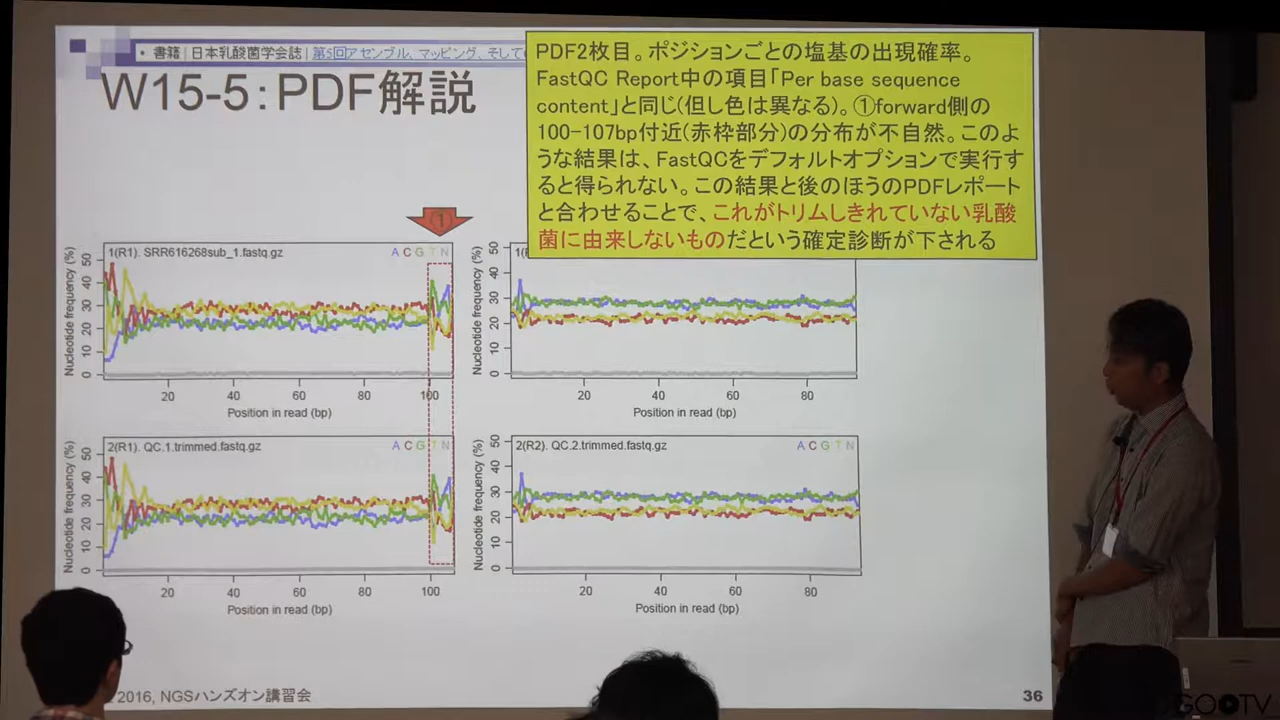 • 書籍 | 日本乳酸菌学会誌 | 第5回アセンブル、マッピング、そして
W15-5：PDF解説
PDF2枚目。ポジションごとの塩基の出現確率。
FastQC Report中の項目「Per base sequence
content」と同じ(但し色は異なる)。①forward側の
100-107bp付近(赤枠部分)の分布が不自然。このよ
うな結果は、FastQCをデフォルトオプションで実行す
ると得られない。この結果と後のほうのPDFレポート
と合わせることで、これがトリムしきれていない乳酸
菌に由来しないものだという確定診断が下される
①
1(R1). SRR616268sub_1.fastq.gz
A C G T N
Nucleotide frequency (%)
0 10 20 30 40 50
20 40 60 80 100
Position in read (bp)
Nucleotide frequency (%)
0 10 20 30 40 50
20 40 60 80
Position in read (bp)
2(R1). QC.1.trimmed.fastq.gz
A C G T N
Nucleotide frequency (%)
0 10 20 30 40 50
20 40 60 80 100
Position in read (bp)
2(R2). QC.2.trimmed.fastq.gz
A C G T N
Nucleotide frequency (%)
0 10 20 30 40 50
20 40 60 80
Position in read (bp)
2016, NGSハンズオン講習会
36
GOOTV